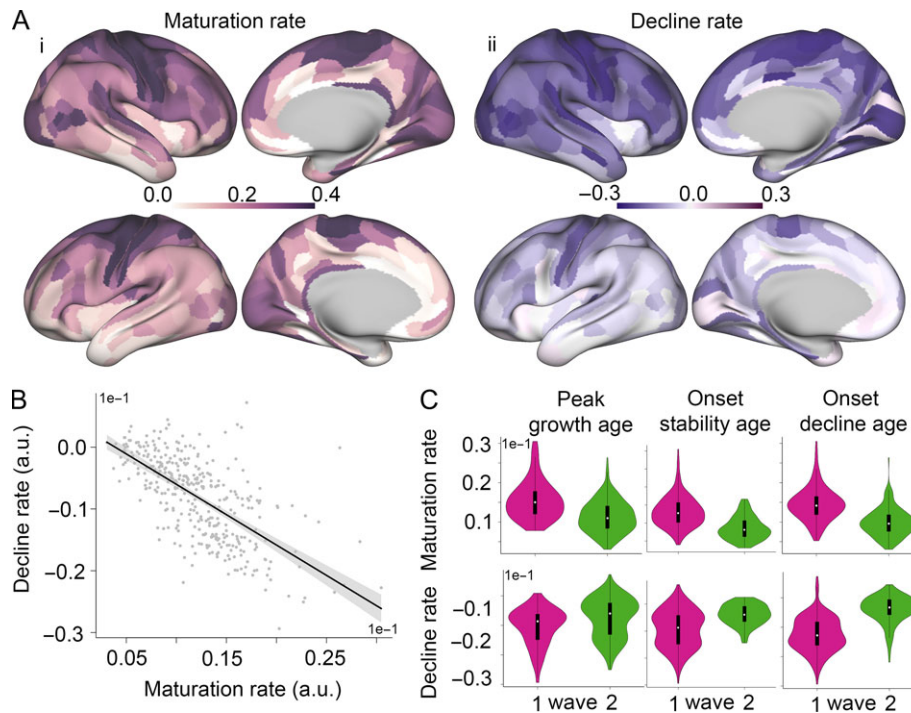 A
Maturation rate
Decline rate
i
ii
0.0 0.2 0.4
−0.3 0.0 0.3
B
1e−1
0.0
−0.1
−0.2
−0.3
Decline rate (a.u.)
1e−1
0.05 0.15 0.25
Maturation rate (a.u.)
C
Peak growth age
Onset stability age
Onset decline age
Maturation rate
1e−1
0.3
0.2
0.1
Decline rate
1e−1
−0.1
−0.2
−0.3
1 wave 2
1 wave 2
1 wave 2